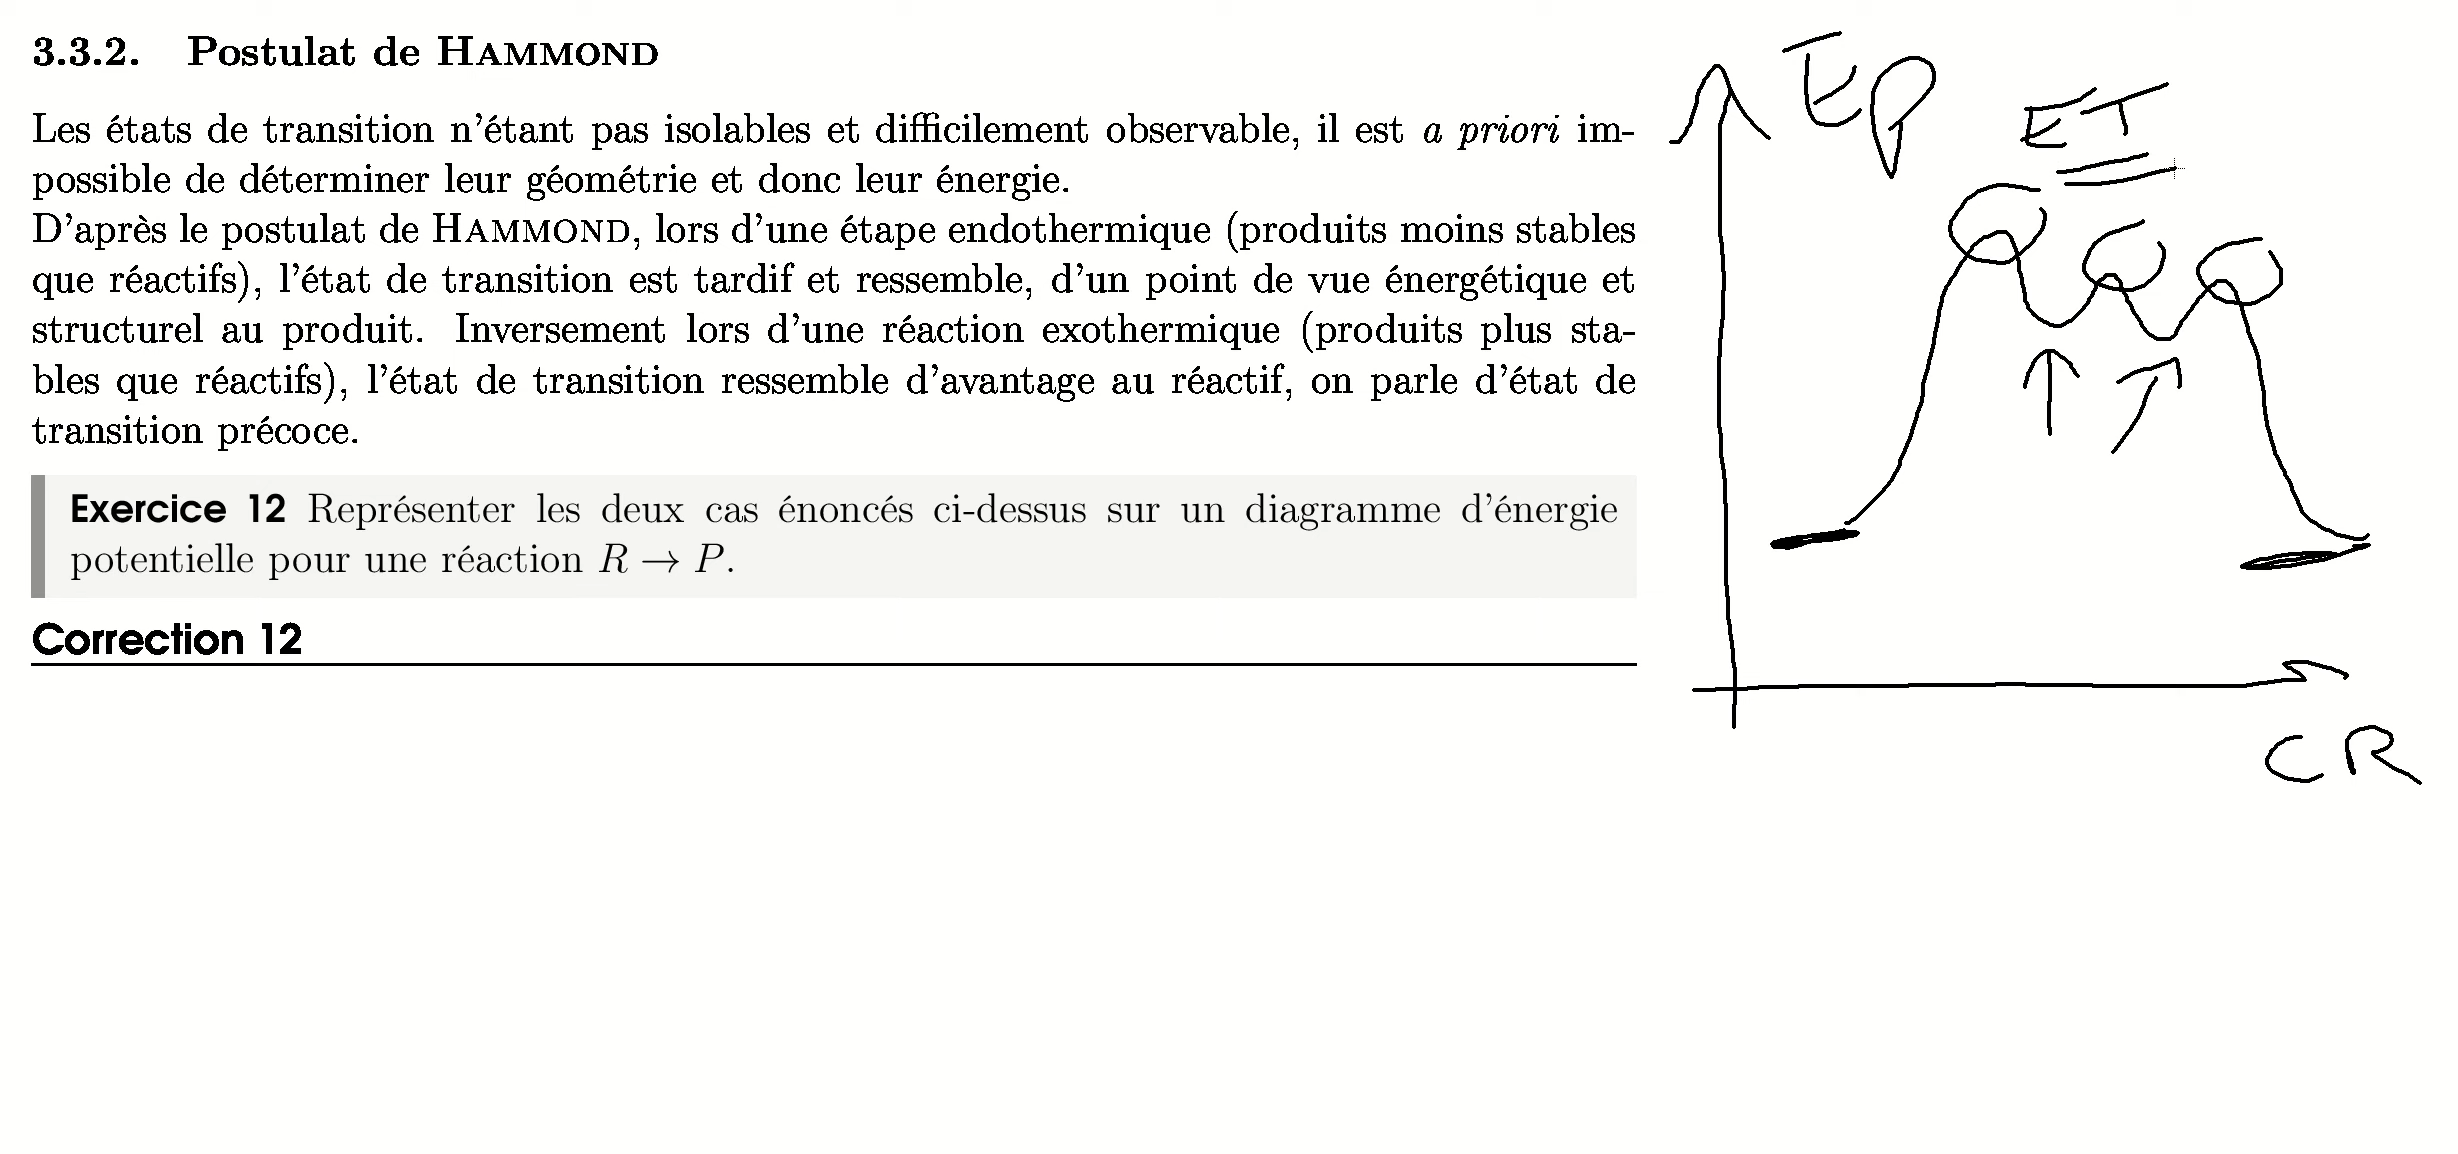 3.3.2. Postulat de HAMMOND
Les états de transition n'étant pas isolables et difficilement observable, il est a priori im-
possible de déterminer leur géométrie et donc leur énergie.
D'après le postulat de HAMMOND, lors d'une étape endothermique (produits moins stables
que réactifs), l'état de transition est tardif et ressemble, d'un point de vue énergétique et
structurel au produit. Inversement lors d'une réaction exothermique (produits plus sta-
bles que réactifs), l'état de transition ressemble d'avantage au réactif, on parle d'état de
transition précoce.
Exercice 12 Représenter les deux cas énoncés ci-dessus sur un diagramme d'énergie
potentielle pour une réaction R → P.
Correction 12
Ep
ET
CR